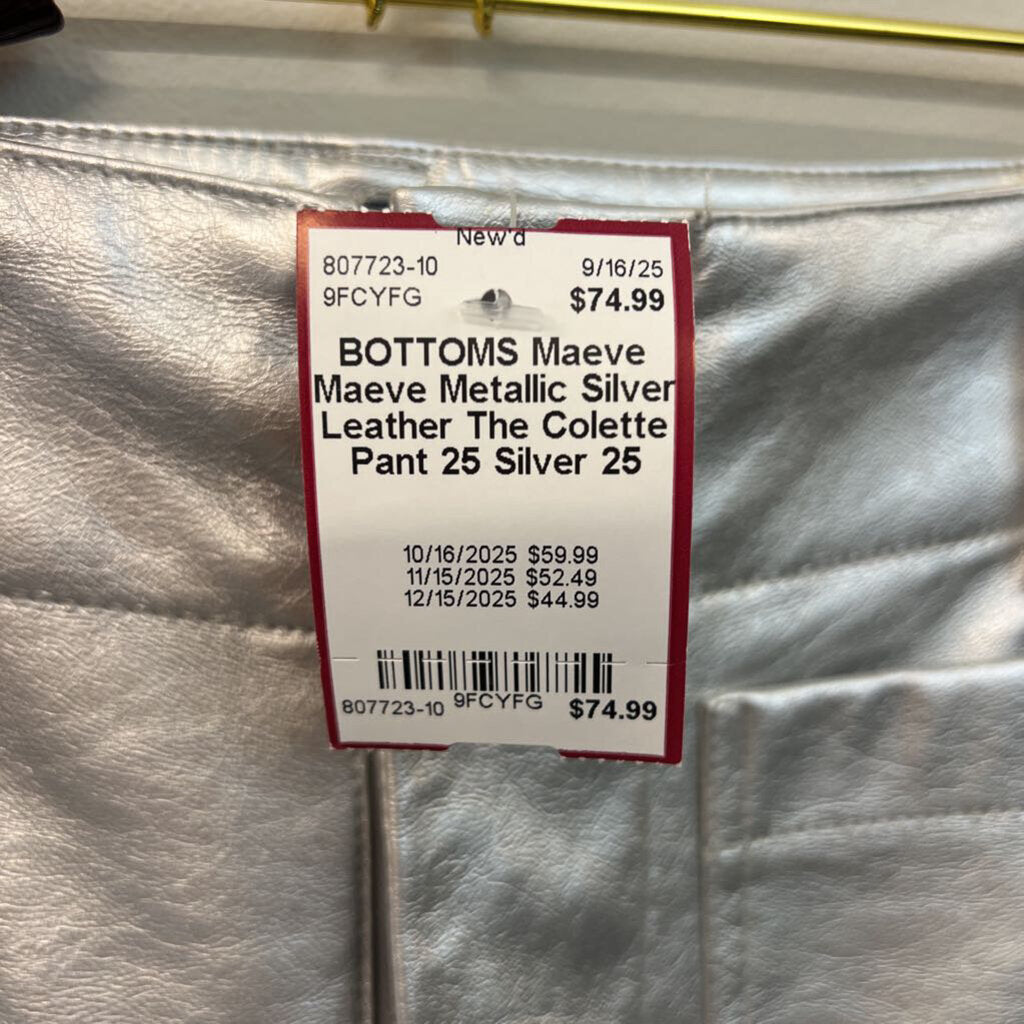 New'd
807723-10 9/16/25
9FCYFG $74.99
BOTTOMS Maeve
Maeve Metallic Silver
Leather The Colette
Pant 25 Silver 25
10/16/2025 $59.99
11/15/2025 $52.49
12/15/2025 $44.99
807723-10 9FCYFG $74.99